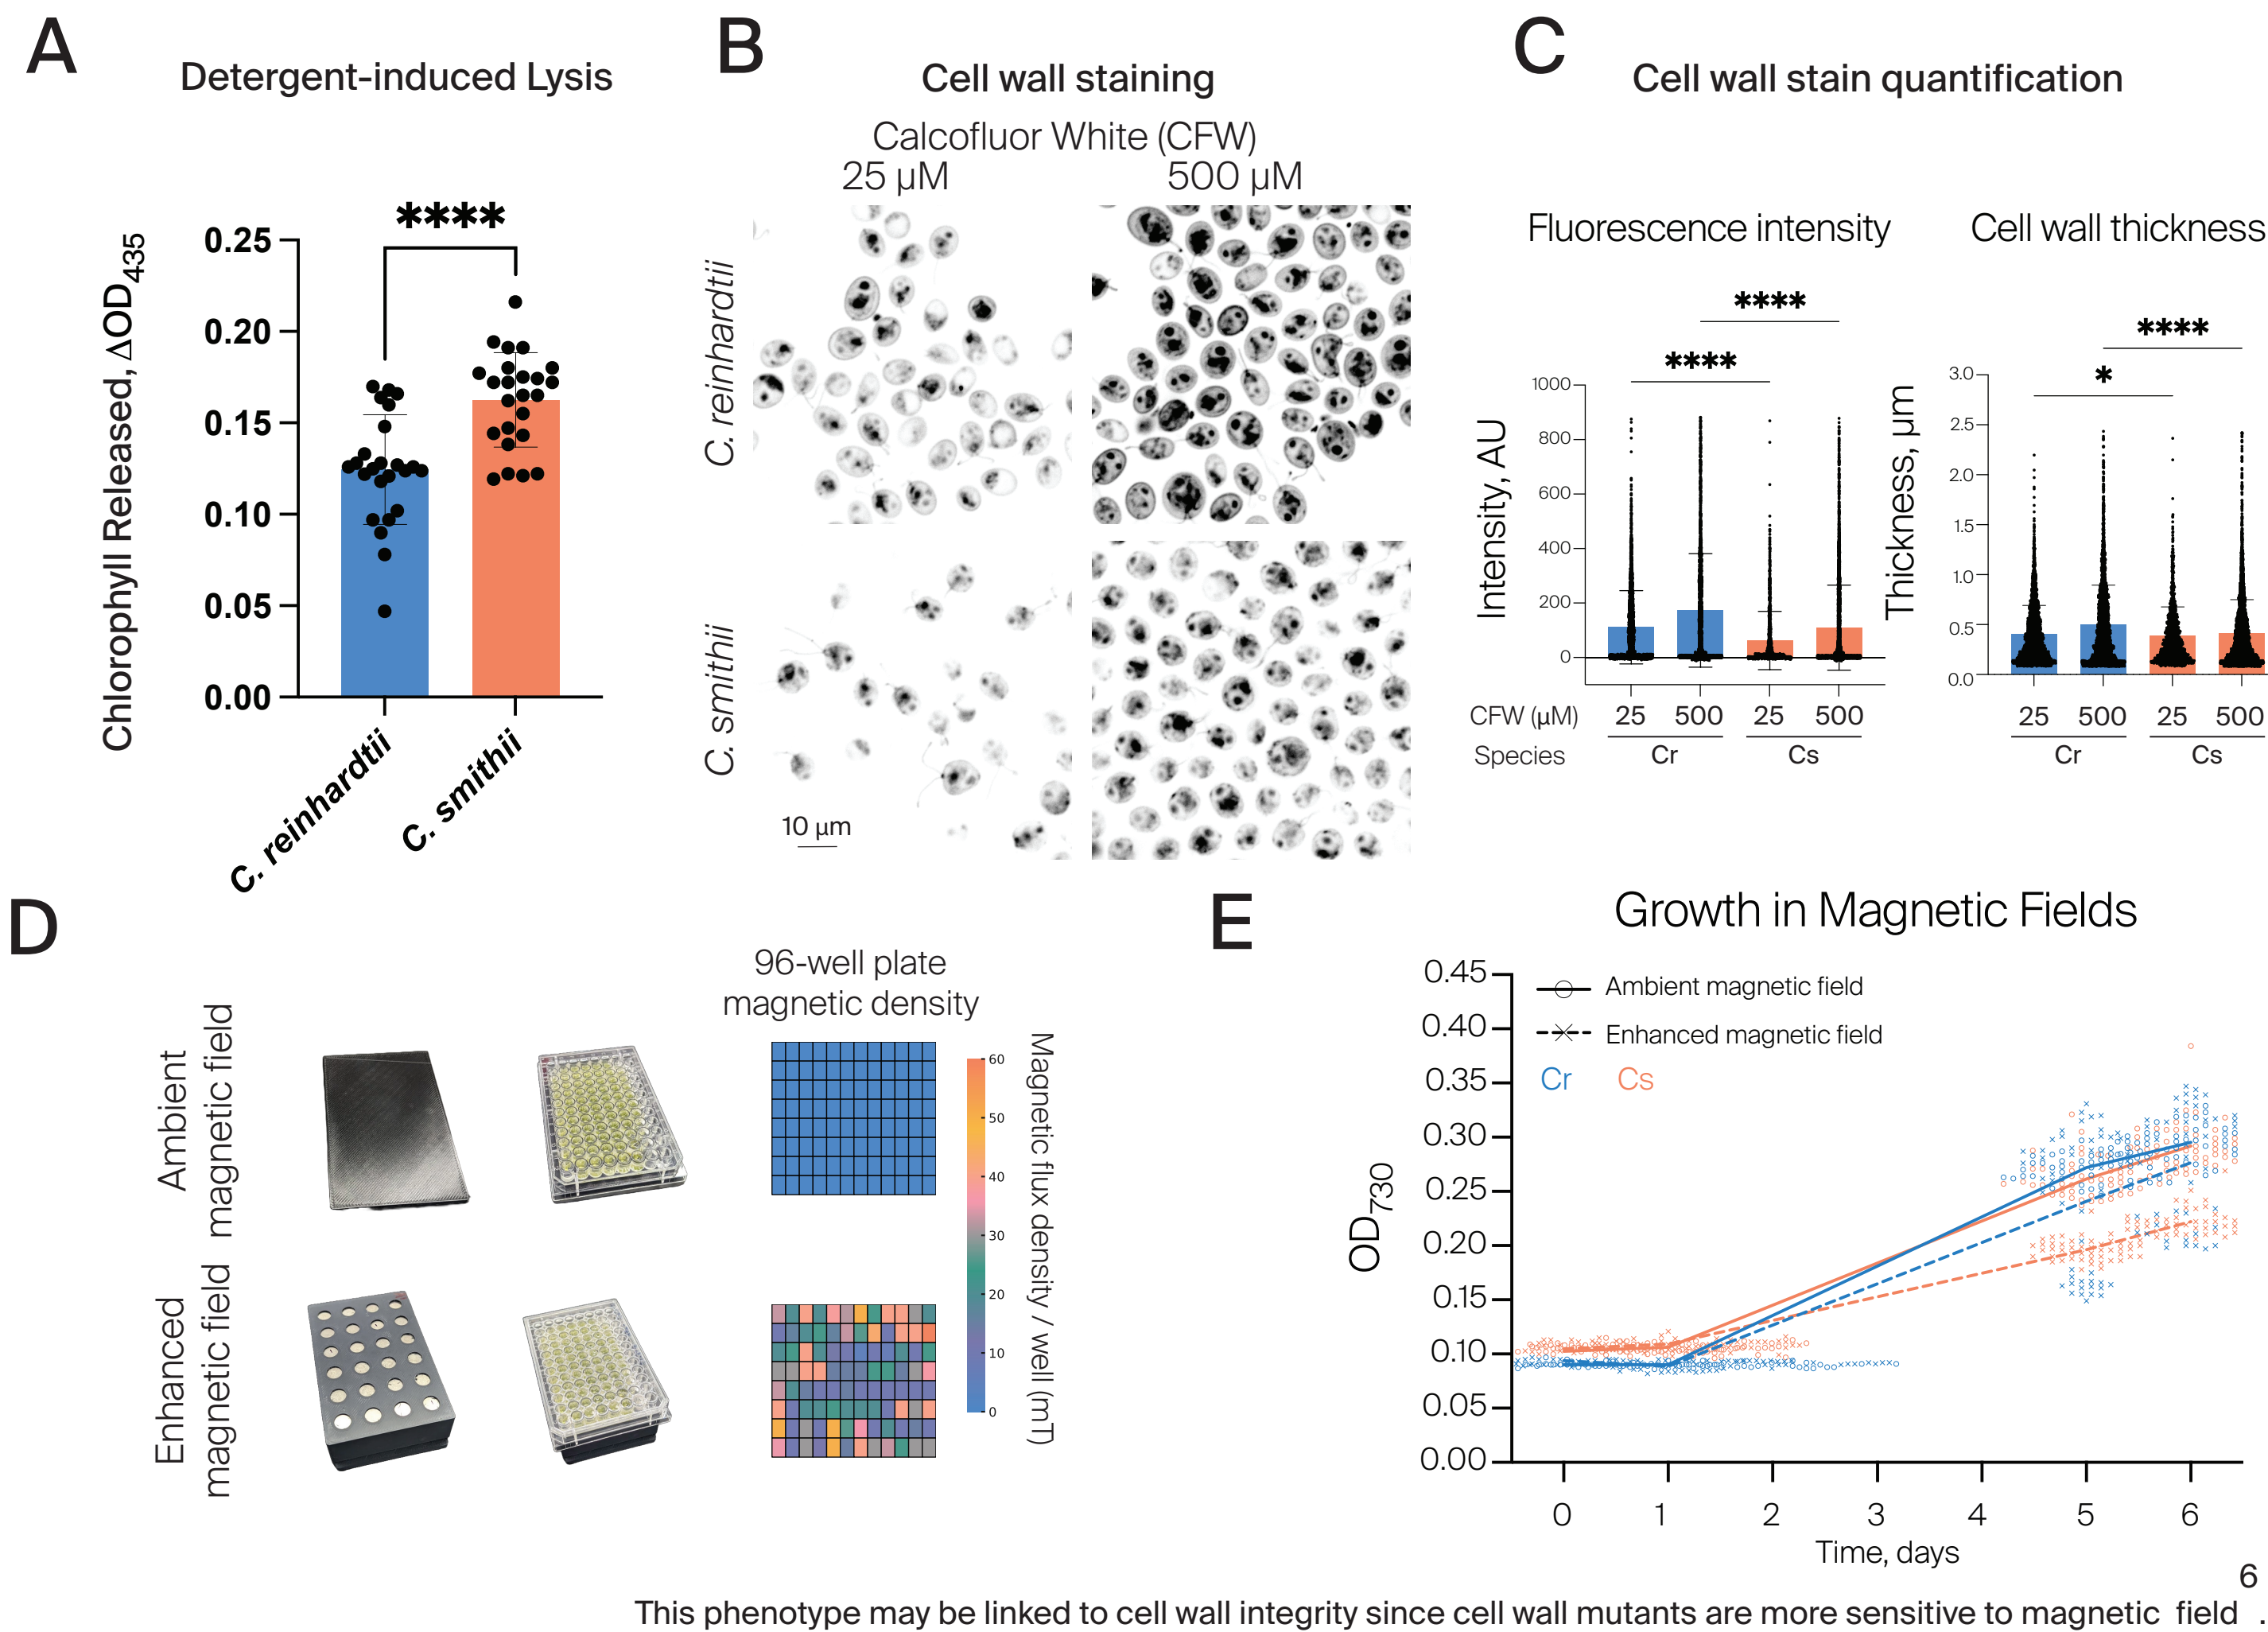 A
Detergent-induced Lysis
****
Chlorophyll Released, ΔOD435
0.25
0.20
0.15
0.10
0.05
0.00
C. reinhardtii
C. smithii
B
Cell wall staining
Calcofluor White (CFW)
25 µM
500 µM
C. reinhardtii
C. smithii
10 µm
C
Cell wall stain quantification
Fluorescence intensity
****
****
Intensity, AU
1000
800
600
400
200
0
CFW (µM)
25
500
25
500
Species
Cr
Cs
Cell wall thickness
****
*
Thickness, µm
3.0
2.5
2.0
1.5
1.0
0.5
0.0
25
500
25
500
Cr
Cs
D
96-well plate
magnetic density
Ambient
magnetic field
Enhanced
magnetic field
60
50
40
30
20
10
0
Magnetic flux density / well (mT)
E
Growth in Magnetic Fields
Ambient magnetic field
Enhanced magnetic field
Cr
Cs
OD730
0.45
0.40
0.35
0.30
0.25
0.20
0.15
0.10
0.05
0.00
0
1
2
3
4
5
6
Time, days
This phenotype may be linked to cell wall integrity since cell wall mutants are more sensitive to magnetic field 6.